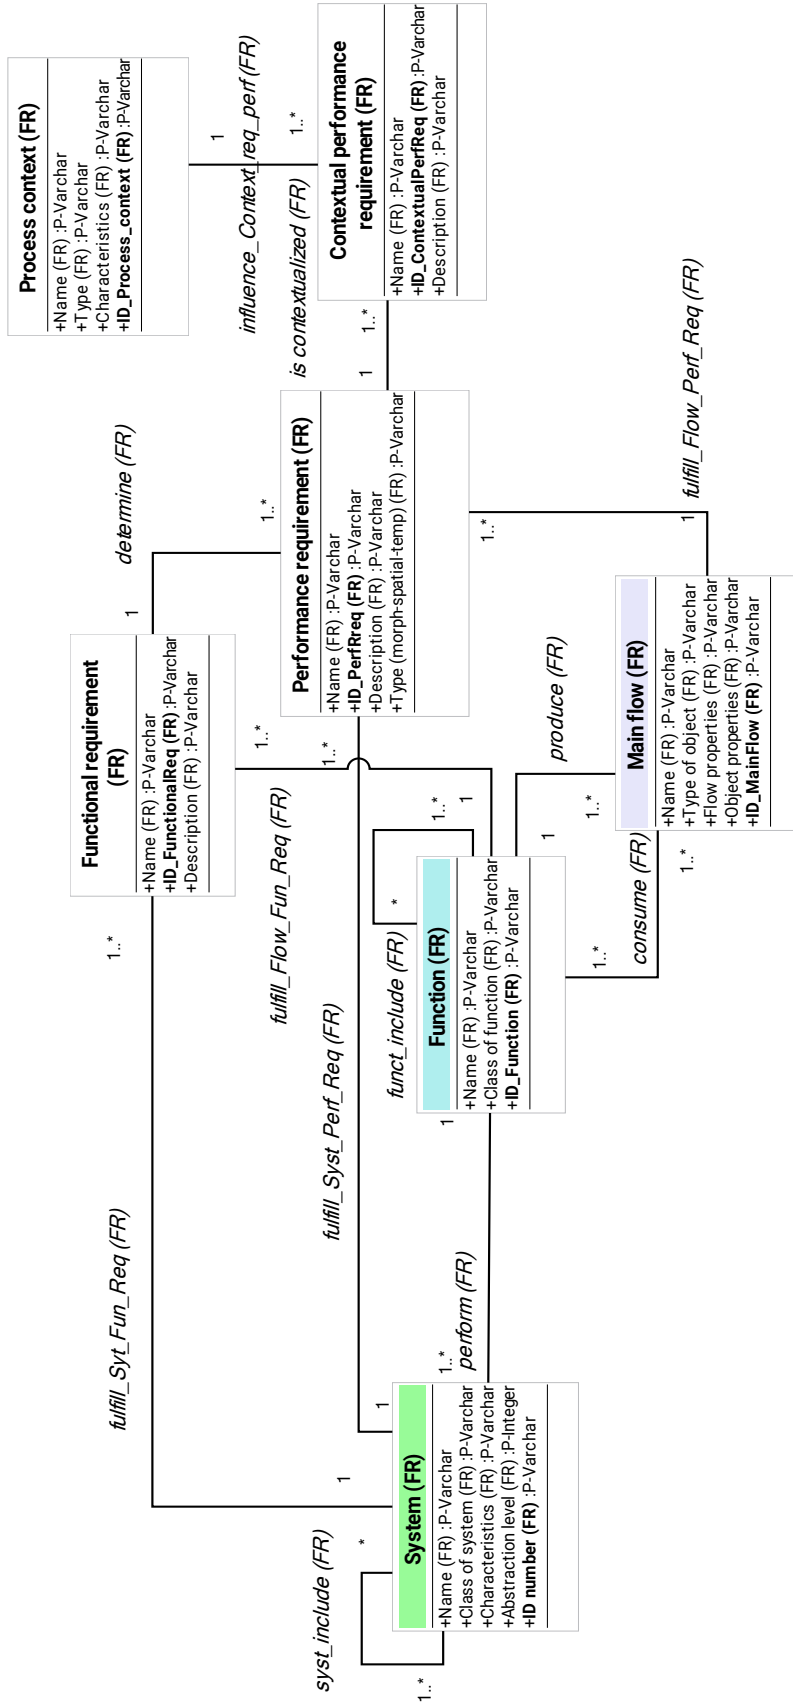 syst_include (FR)
1..*
*
System (FR)
+Name (FR) :P-Varchar
+Class of system (FR) :P-Varchar
+Characteristics (FR) :P-Varchar
+Abstraction level (FR) :P-Integer
+ID number (FR) :P-Varchar
fulfill_Syt_Fun_Req (FR)
1
1..*
fulfill_Syst_Perf_Req (FR)
1
1..*
perform (FR)
1..*
1
Function (FR)
+Name (FR) :P-Varchar
+Class of function (FR) :P-Varchar
+ID_Function (FR) :P-Varchar
funct_include (FR)
*
1..*
fulfill_Flow_Fun_Req (FR)
1
1..*
Functional requirement
(FR)
+Name (FR) :P-Varchar
+ID_FunctionalReq (FR) :P-Varchar
+Description (FR) :P-Varchar
determine (FR)
1
1..*
consume (FR)
1..*
1..*
produce (FR)
1
1..*
Main flow (FR)
+Name (FR) :P-Varchar
+Type of object (FR) :P-Varchar
+Flow properties (FR) :P-Varchar
+Object properties (FR) :P-Varchar
+ID_MainFlow (FR) :P-Varchar
fulfill_Flow_Perf_Req (FR)
1
1..*
Performance requirement (FR)
+Name (FR) :P-Varchar
+ID_PerfRreq (FR) :P-Varchar
+Description (FR) :P-Varchar
+Type (morph-spatial-temp) (FR) :P-Varchar
is contextualized (FR)
1
1..*
Contextual performance
requirement (FR)
+Name (FR) :P-Varchar
+ID_ContextualPerfReq (FR) :P-Varchar
+Description (FR) :P-Varchar
influence_Context_req_perf (FR)
1
1..*
Process context (FR)
+Name (FR) :P-Varchar
+Type (FR) :P-Varchar
+Characteristics (FR) :P-Varchar
+ID_Process_context (FR) :P-Varchar